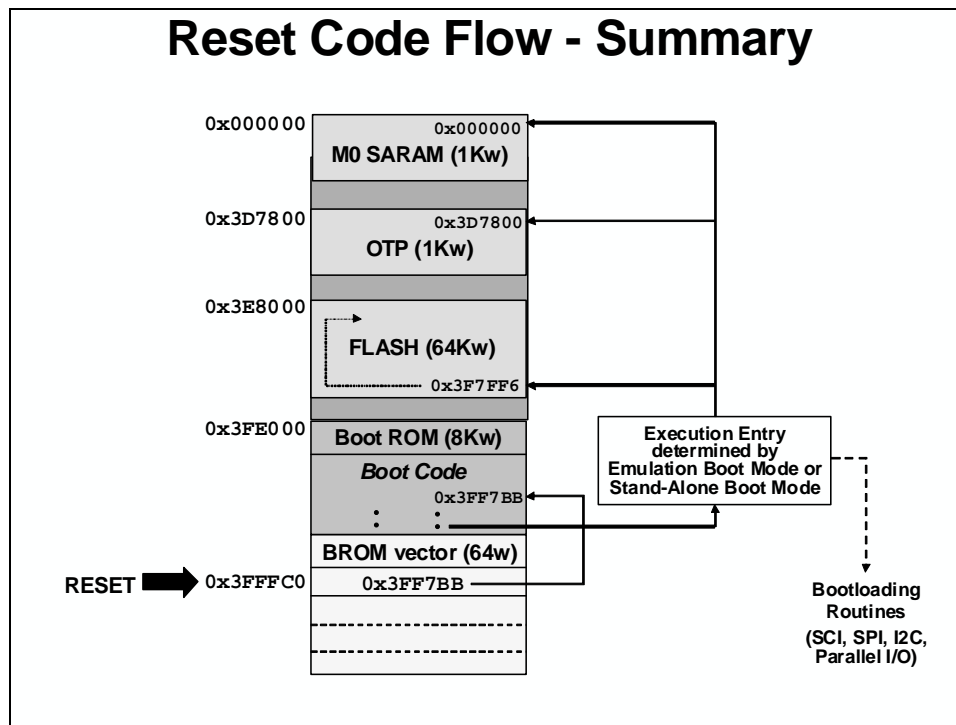 Reset Code Flow - Summary
0x000000
0x000000
M0 SARAM (1Kw)
0x3D7800
0x3D7800
OTP (1Kw)
0x3E8000
FLASH (64Kw)
0x3F7FF6
0x3FE000
Boot ROM (8Kw)
Boot Code
0x3FF7BB
Execution Entry
determined by
Emulation Boot Mode or
Stand-Alone Boot Mode
BROM vector (64w)
RESET
0x3FFFC0
0x3FF7BB
Bootloading
Routines
(SCI, SPI, I2C,
Parallel I/O)